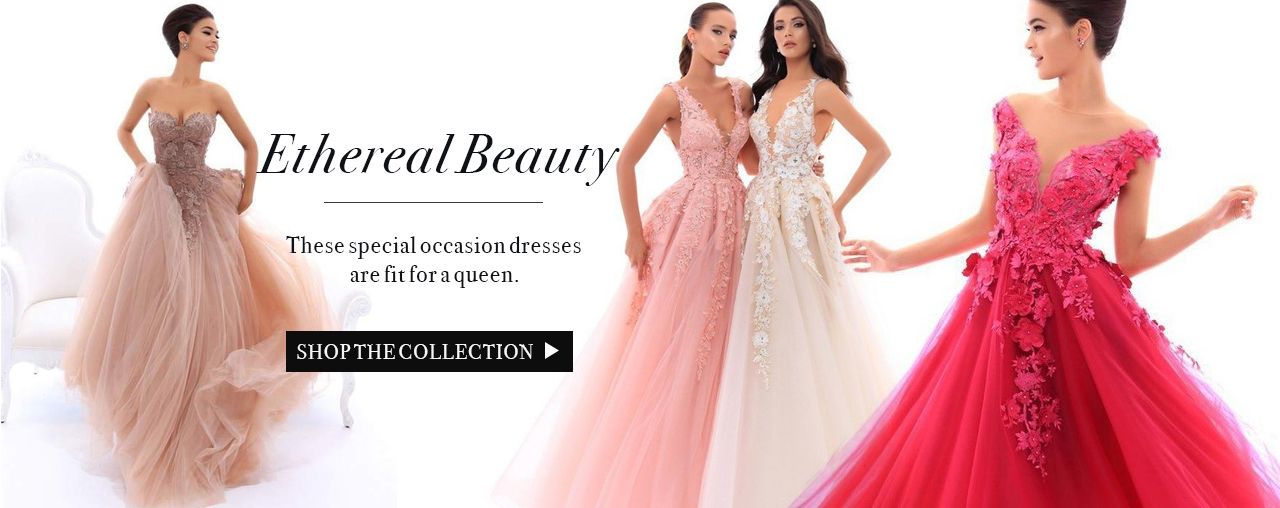 Ethereal Beauty
These special occasion dresses
are fit for a queen.
SHOP THE COLLECTION